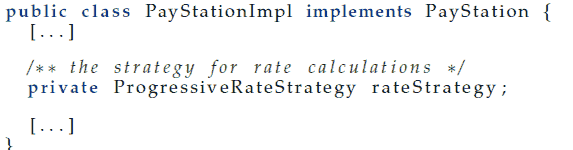 public class PayStationImpl implements PayStation {
[...]
/** the strategy for rate calculations */
private ProgressiveRateStrategy rateStrategy;
[...]
}